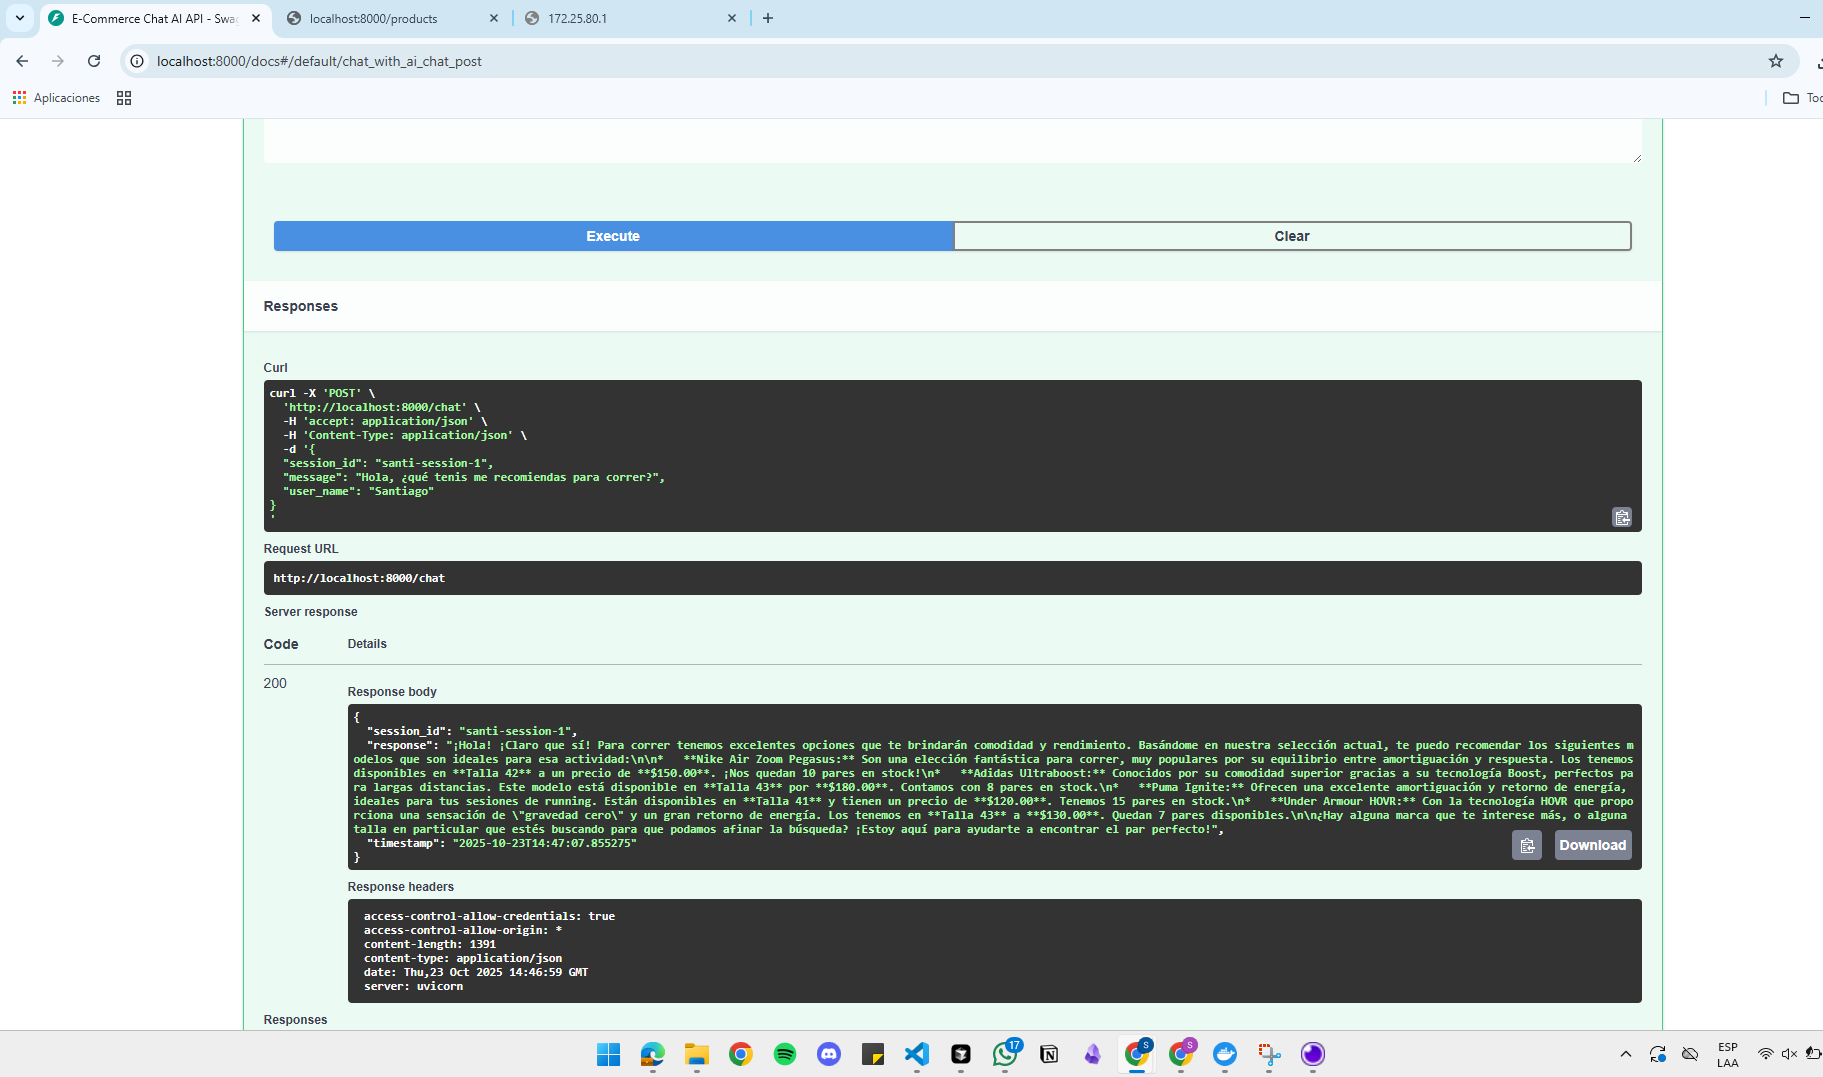 E-Commerce Chat AI API - Swa
localhost:8000/products
172.25.80.1
localhost:8000/docs#/default/chat_with_ai_chat_post
Aplicaciones
Execute
Clear
Responses
Curl
curl -X 'POST' \
'http://localhost:8000/chat' \
-H 'accept: application/json' \
-H 'Content-Type: application/json' \
-d '{
"session_id": "santi-session-1",
"message": "Hola, ¿qué tenis me recomiendas para correr?",
"user_name": "Santiago"
}
'
Request URL
http://localhost:8000/chat
Server response
Code Details
200
Response body
{
"session_id": "santi-session-1",
"response": "¡Hola! ¡Claro que sí! Para correr tenemos excelentes opciones que te brindarán comodidad y rendimiento. Basándome en nuestra selección actual, te puedo recomendar los siguientes m
odelos que son ideales para esa actividad:\n\n*   **Nike Air Zoom Pegasus:** Son una elección fantástica para correr, muy populares por su equilibrio entre amortiguación y respuesta. Los tenemos
disponibles en **Talla 42** a un precio de **$150.00**. ¡Nos quedan 10 pares en stock!\n*   **Adidas Ultraboost:** Conocidos por su comodidad superior gracias a su tecnología Boost, perfectos pa
ra largas distancias. Este modelo está disponible en **Talla 43** por **$180.00**. Contamos con 8 pares en stock.\n*   **Puma Ignite:** Ofrecen una excelente amortiguación y retorno de energía,
ideales para tus sesiones de running. Están disponibles en **Talla 41** y tienen un precio de **$120.00**. Tenemos 15 pares en stock.\n*   **Under Armour HOVR:** Con la tecnología HOVR que propo
rciona una sensación de \"gravedad cero\" y un gran retorno de energía. Los tenemos en **Talla 43** a **$130.00**. Quedan 7 pares disponibles.\n\n¿Hay alguna marca que te interese más, o alguna
talla en particular que estés buscando para que podamos afinar la búsqueda? ¡Estoy aquí para ayudarte a encontrar el par perfecto!",
"timestamp": "2025-10-23T14:47:07.855275"
}
Download
Response headers
access-control-allow-credentials: true
access-control-allow-origin: *
content-length: 1391
content-type: application/json
date: Thu,23 Oct 2025 14:46:59 GMT
server: uvicorn
Responses
17
S
S
ESP
LAA